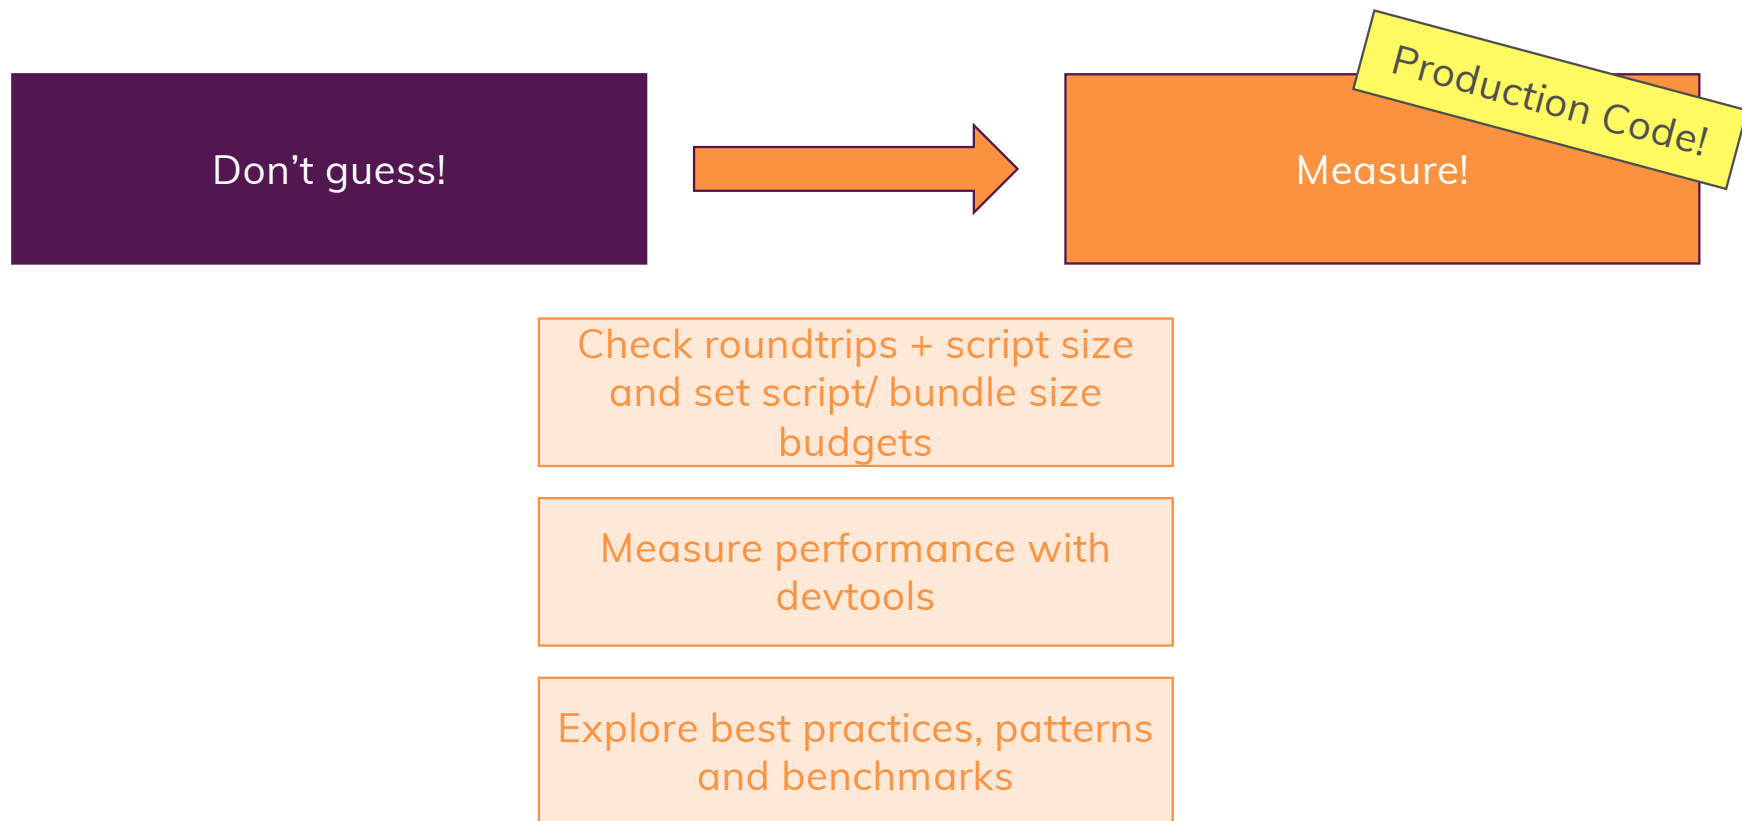 Production Code!
Don’t guess!
Measure!
Check roundtrips + script size
and set script/ bundle size
budgets
Measure performance with
devtools
Explore best practices, patterns
and benchmarks